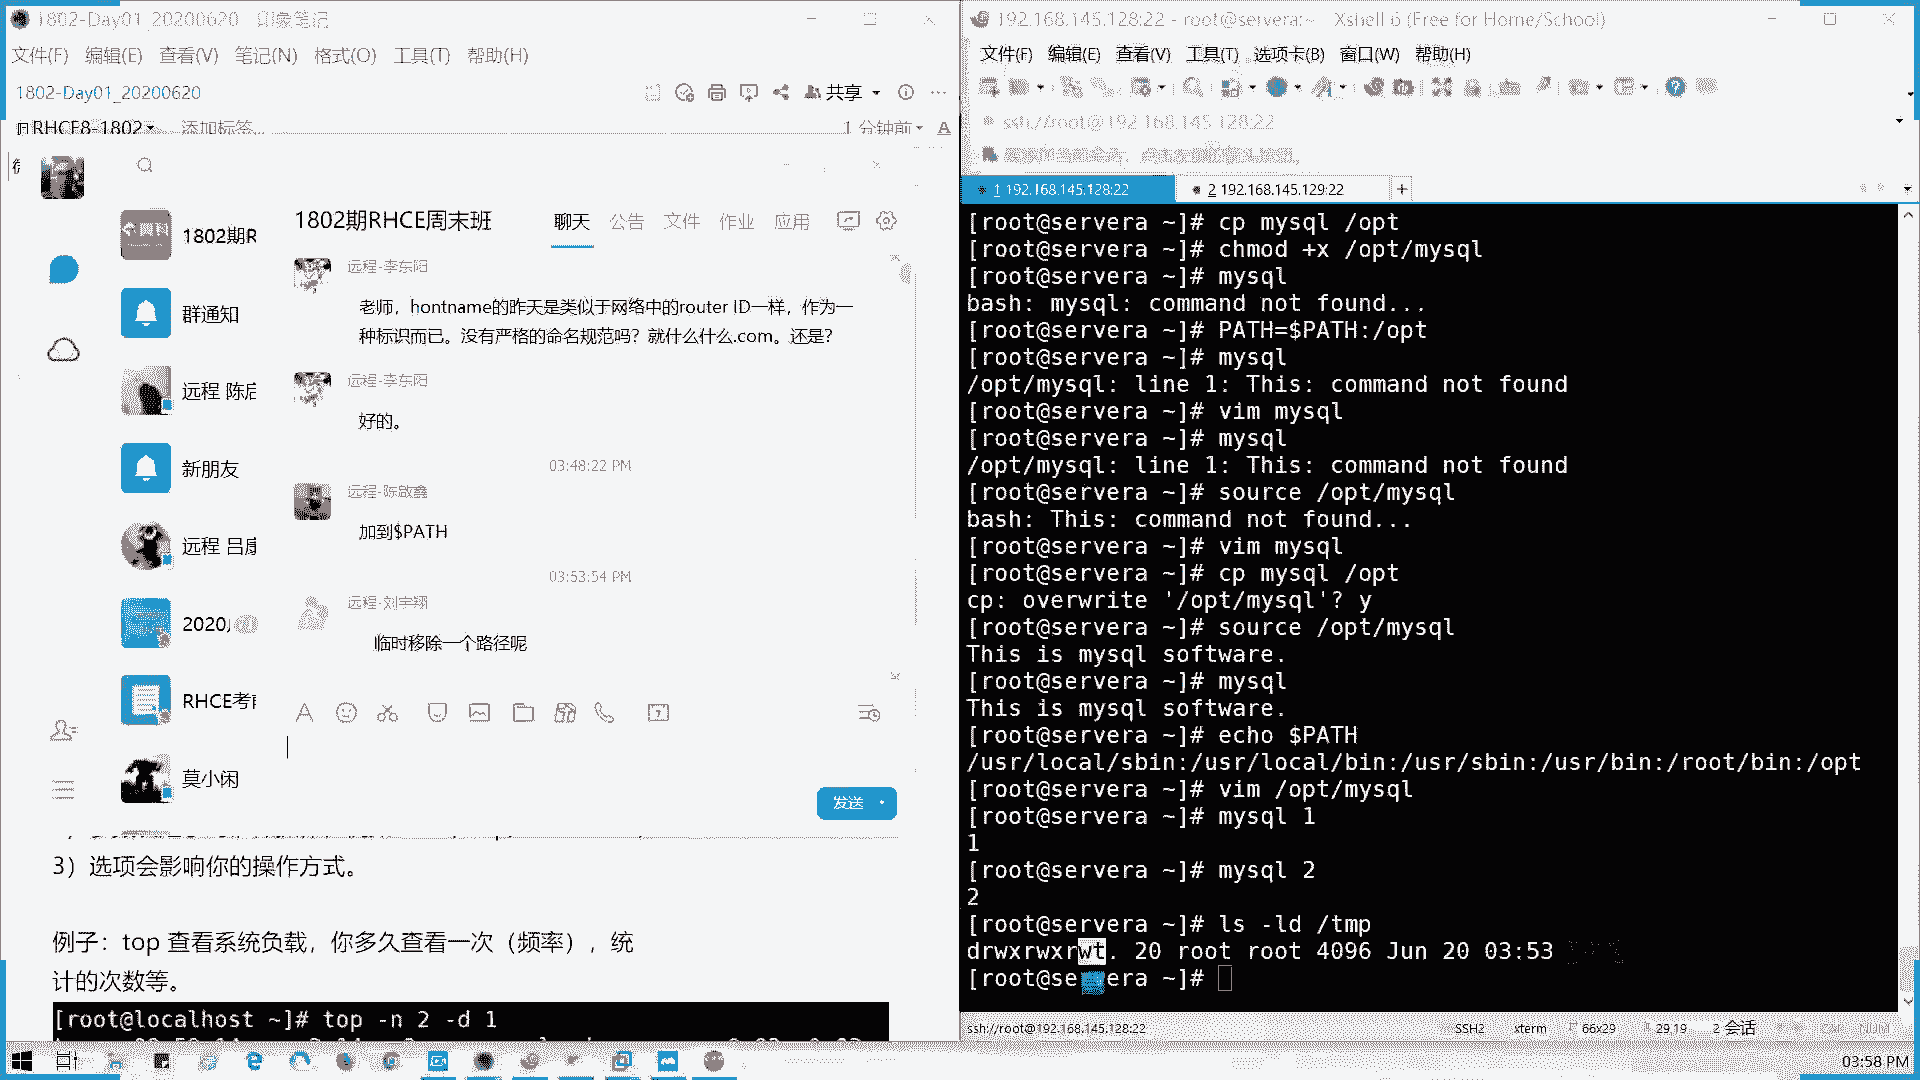 1802-Day01_20200620 - 印象笔记
文件(F) 编辑(E) 查看(V) 笔记(N) 格式(O) 工具(T) 帮助(H)
1802-Day01_20200620
共享
RHCE8-1802
添加标签...
1 分钟前
1802期R
群通知
远程 陈启
新朋友
远程 吕
2020
RHCE考
莫小闲
1802期RHCE周末班
聊天 公告 文件 作业 应用
远程-李东阳
老师，hontname的昨天是类似于网络中的router ID一样，作为一
种标识而已。没有严格的命名规范吗？就什么什么.com。还是？
远程-李东阳
好的。
03:48:22 PM
远程-陈啟鑫
加到$PATH
03:53:54 PM
远程-刘宇翔
临时移除一个路径呢
发送
3）选项会影响你的操作方式。
例子：top 查看系统负载，你多久查看一次（频率），统
计的次数等。
[root@localhost ~]# top -n 2 -d 1
192.168.145.128:22 - root@servera:~ - Xshell 6 (Free for Home/School)
文件(F) 编辑(E) 查看(V) 工具(T) 选项卡(B) 窗口(W) 帮助(H)
ssh://root@192.168.145.128:22
1 192.168.145.128:22
2 192.168.145.129:22
[root@servera ~]# cp mysql /opt
[root@servera ~]# chmod +x /opt/mysql
[root@servera ~]# mysql
bash: mysql: command not found...
[root@servera ~]# PATH=$PATH:/opt
[root@servera ~]# mysql
/opt/mysql: line 1: This: command not found
[root@servera ~]# vim mysql
[root@servera ~]# mysql
/opt/mysql: line 1: This: command not found
[root@servera ~]# source /opt/mysql
bash: This: command not found...
[root@servera ~]# vim mysql
[root@servera ~]# cp mysql /opt
cp: overwrite '/opt/mysql'? y
[root@servera ~]# source /opt/mysql
This is mysql software.
[root@servera ~]# mysql
This is mysql software.
[root@servera ~]# echo $PATH
/usr/local/sbin:/usr/local/bin:/usr/sbin:/usr/bin:/root/bin:/opt
[root@servera ~]# vim /opt/mysql
[root@servera ~]# mysql 1
1
[root@servera ~]# mysql 2
2
[root@servera ~]# ls -ld /tmp
drwxrwxrwt. 20 root root 4096 Jun 20 03:53
[root@servera ~]#
ssh://root@192.168.145.128:22
SSH2 xterm 66x29 29,19 2 会话 CAP NUM
03:58 PM